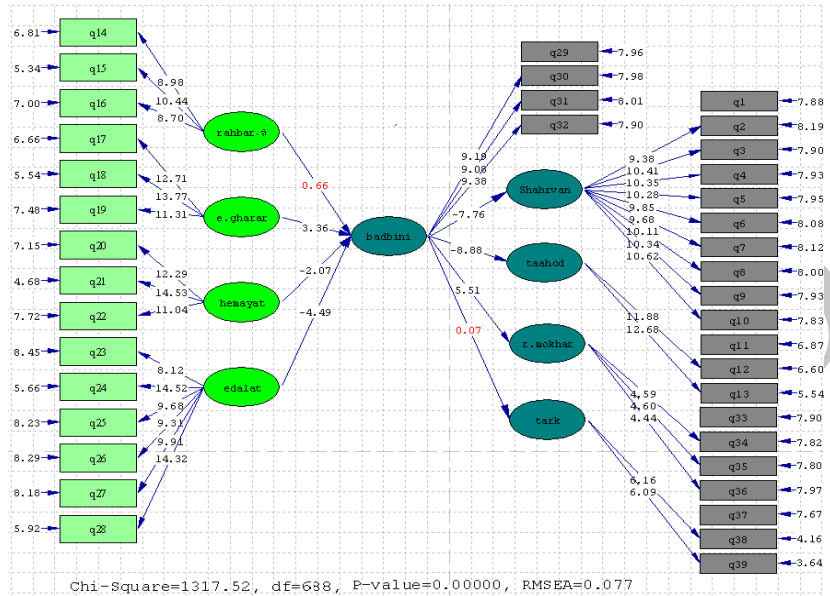 6.81 q14
5.34 q15
7.00 q16
6.66 q17
5.54 q18
7.48 q19
7.15 q20
4.68 q21
7.72 q22
8.45 q23
5.66 q24
8.23 q25
8.29 q26
8.18 q27
5.92 q28
8.98
10.44
8.70
12.71
13.77
11.31
12.29
14.53
11.04
8.12
14.52
9.68
9.31
9.91
14.32
e.gharar
hemayat
edalat
0.66
3.36
-2.07
-4.49
badbini
q29 7.96
q30 7.98
q31 8.01
q32 7.90
9.19
9.08
9.38
-7.76
-8.88
5.51
0.07
Shahrvan
taahod
r.mokhar
tark
9.38
10.41
10.35
10.28
9.85
9.68
10.11
10.34
10.62
11.88
12.68
4.59
4.60
4.44
6.16
6.09
q1 7.88
q2 8.19
q3 7.90
q4 7.93
q5 7.95
q6 8.08
q7 8.12
q8 8.00
q9 7.93
q10 7.83
q11 6.87
q12 6.60
q13 5.54
q33 7.90
q34 7.82
q35 7.80
q36 7.97
q37 7.67
q38 4.16
q39 3.64
Chi-Square=1317.52, df=688, P-value=0.00000, RMSEA=0.077